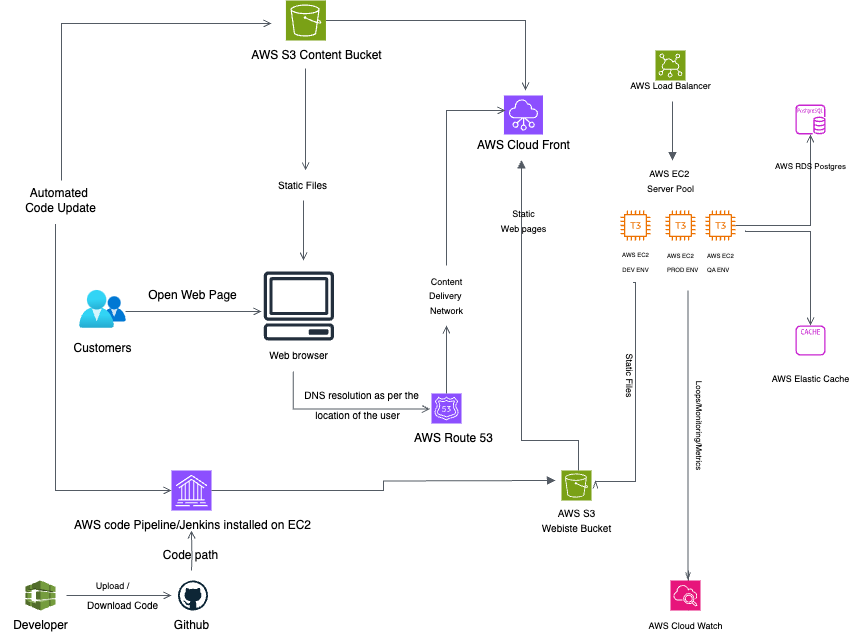 AWS S3 Content Bucket
AWS Load Balancer
PostgreSQL
AWS Cloud Front
AWS RDS Postgres
AWS EC2
Server Pool
Static Files
Automated
Code Update
Static
Web pages
T3
T3
T3
AWS EC2
DEV ENV
AWS EC2
PROD ENV
AWS EC2
QA ENV
Content
Delivery
Network
Open Web Page
Customers
CACHE
Web browser
AWS Elastic Cache
Static Files
Loops/Monitoring/Metrics
DNS resolution as per the
location of the user
53
AWS Route 53
AWS code Pipeline/Jenkins installed on EC2
AWS S3
Webiste Bucket
Code path
Upload /
Download Code
Developer
Github
AWS Cloud Watch